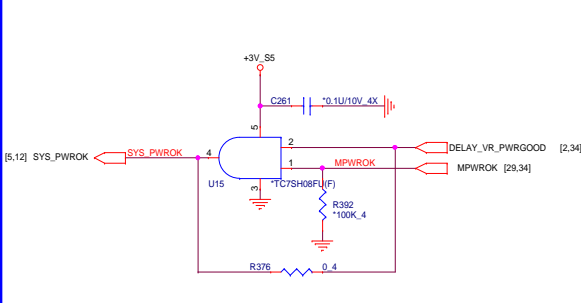 +3V_S5
C261 *0.1U/10V_4X
5
[5,12] SYS_PWROK SYS_PWROK 4 2 DELAY_VR_PWRGOOD [2,34]
1 MPWROK MPWROK [29,34]
U15 3 *TC7SH08FU(F)
R392
*100K_4
R376 0_4